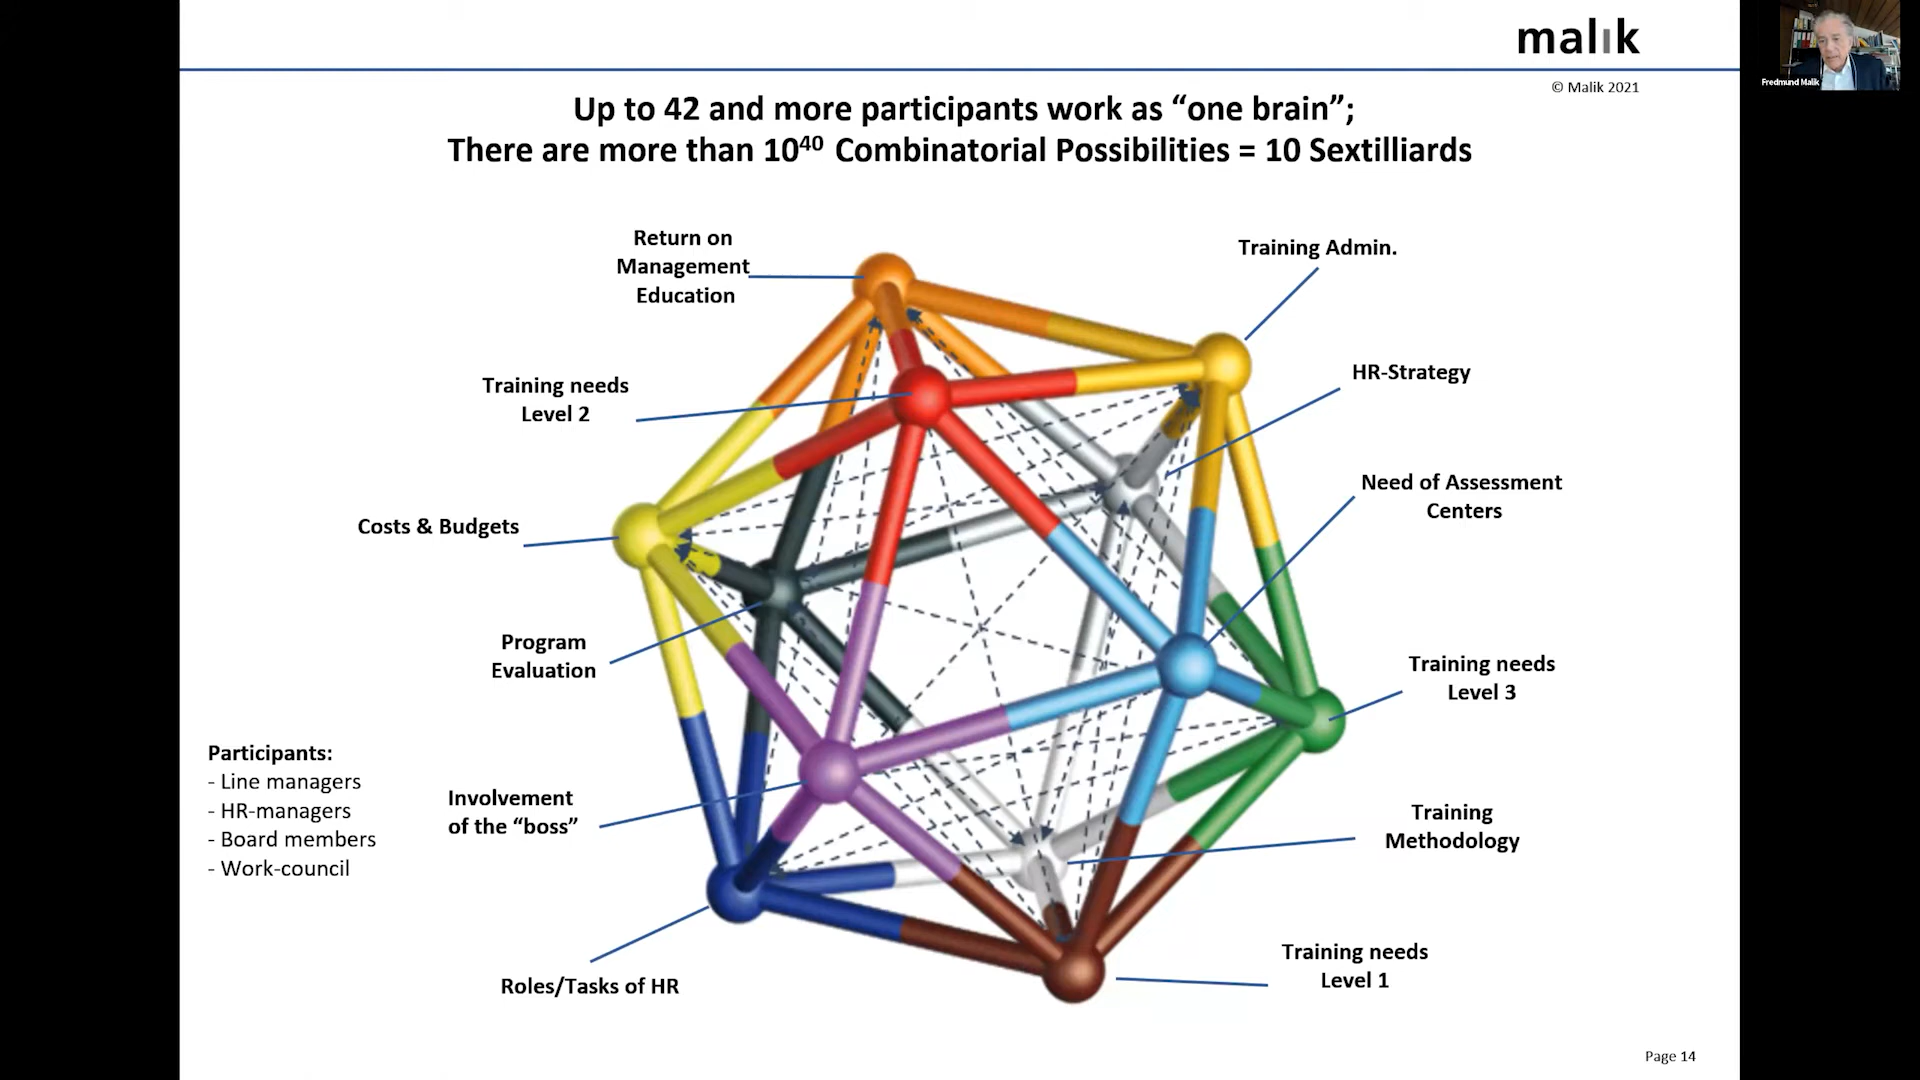 malik
Fredmund Malik
© Malik 2021
Up to 42 and more participants work as “one brain”;
There are more than 10⁴⁰ Combinatorial Possibilities = 10 Sextilliards
Return on
Management
Education
Training Admin.
Training needs
Level 2
HR-Strategy
Need of Assessment
Centers
Costs & Budgets
Program
Evaluation
Training needs
Level 3
Participants:
- Line managers
- HR-managers
- Board members
- Work-council
Involvement
of the “boss”
Training
Methodology
Roles/Tasks of HR
Training needs
Level 1
Page 14